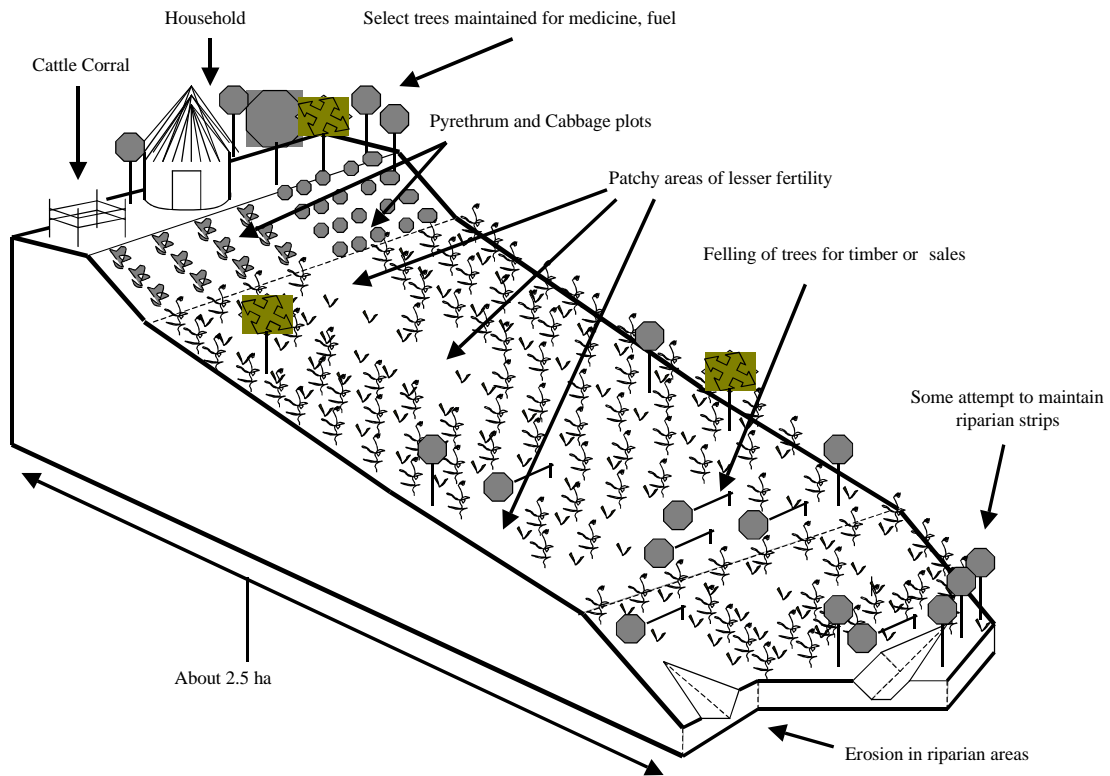 Household
Select trees maintained for medicine, fuel
Cattle Corral
Pyrethrum and Cabbage plots
Patchy areas of lesser fertility
Felling of trees for timber or sales
Some attempt to maintain
riparian strips
About 2.5 ha
Erosion in riparian areas